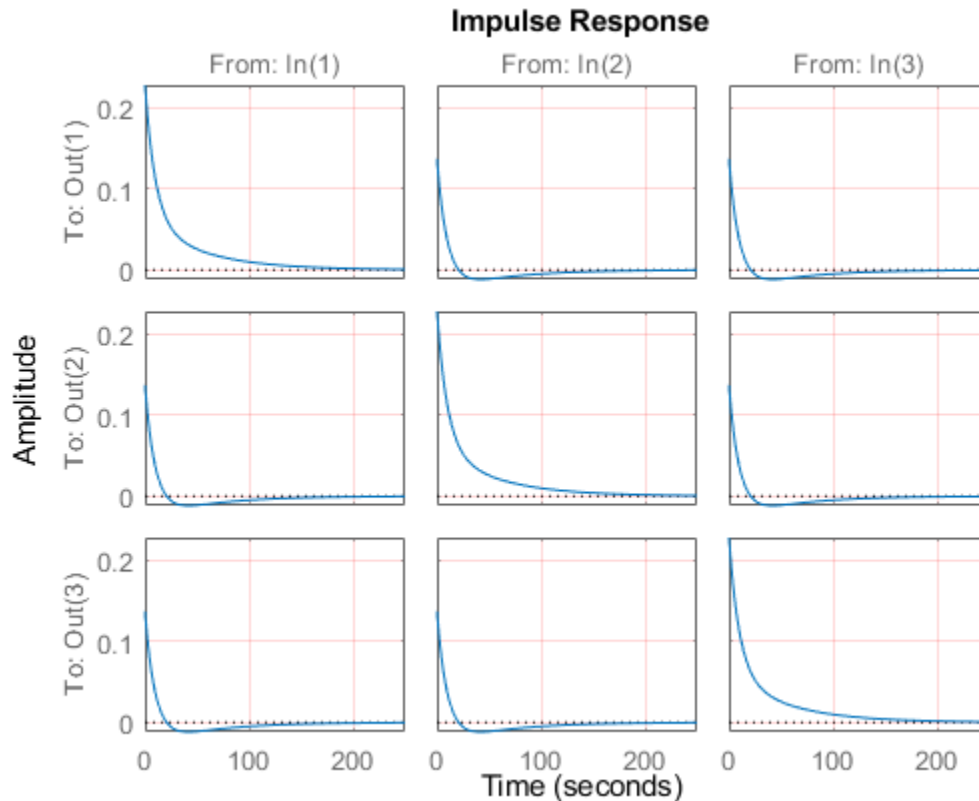 Impulse Response
From: In(1)
From: In(2)
From: In(3)
Amplitude
To: Out(1)
0.2
0.1
0
To: Out(2)
0.2
0.1
0
To: Out(3)
0.2
0.1
0
0 100 200
0 100 200
0 100 200
Time (seconds)